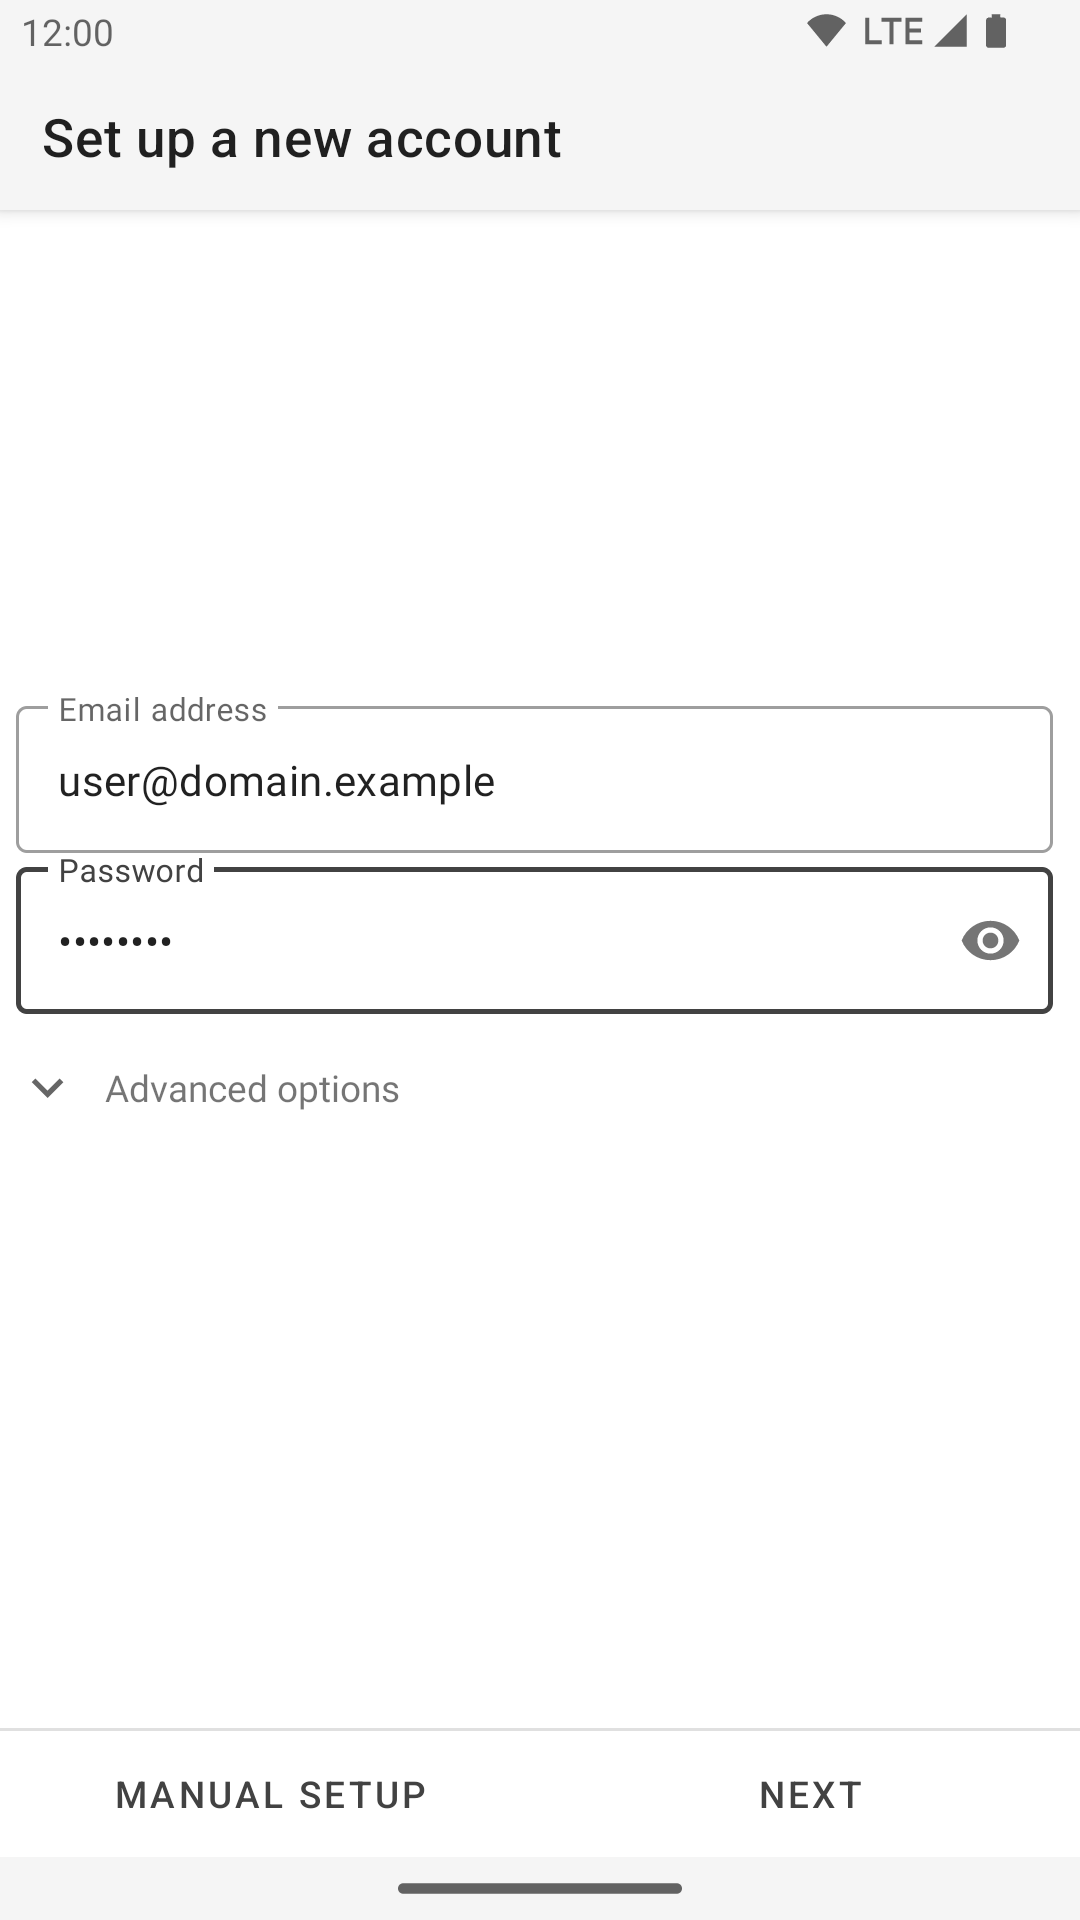 12:00 LTE
Set up a new account
Email address
user@domain.example
Password
••••••••
Advanced options
MANUAL SETUP NEXT